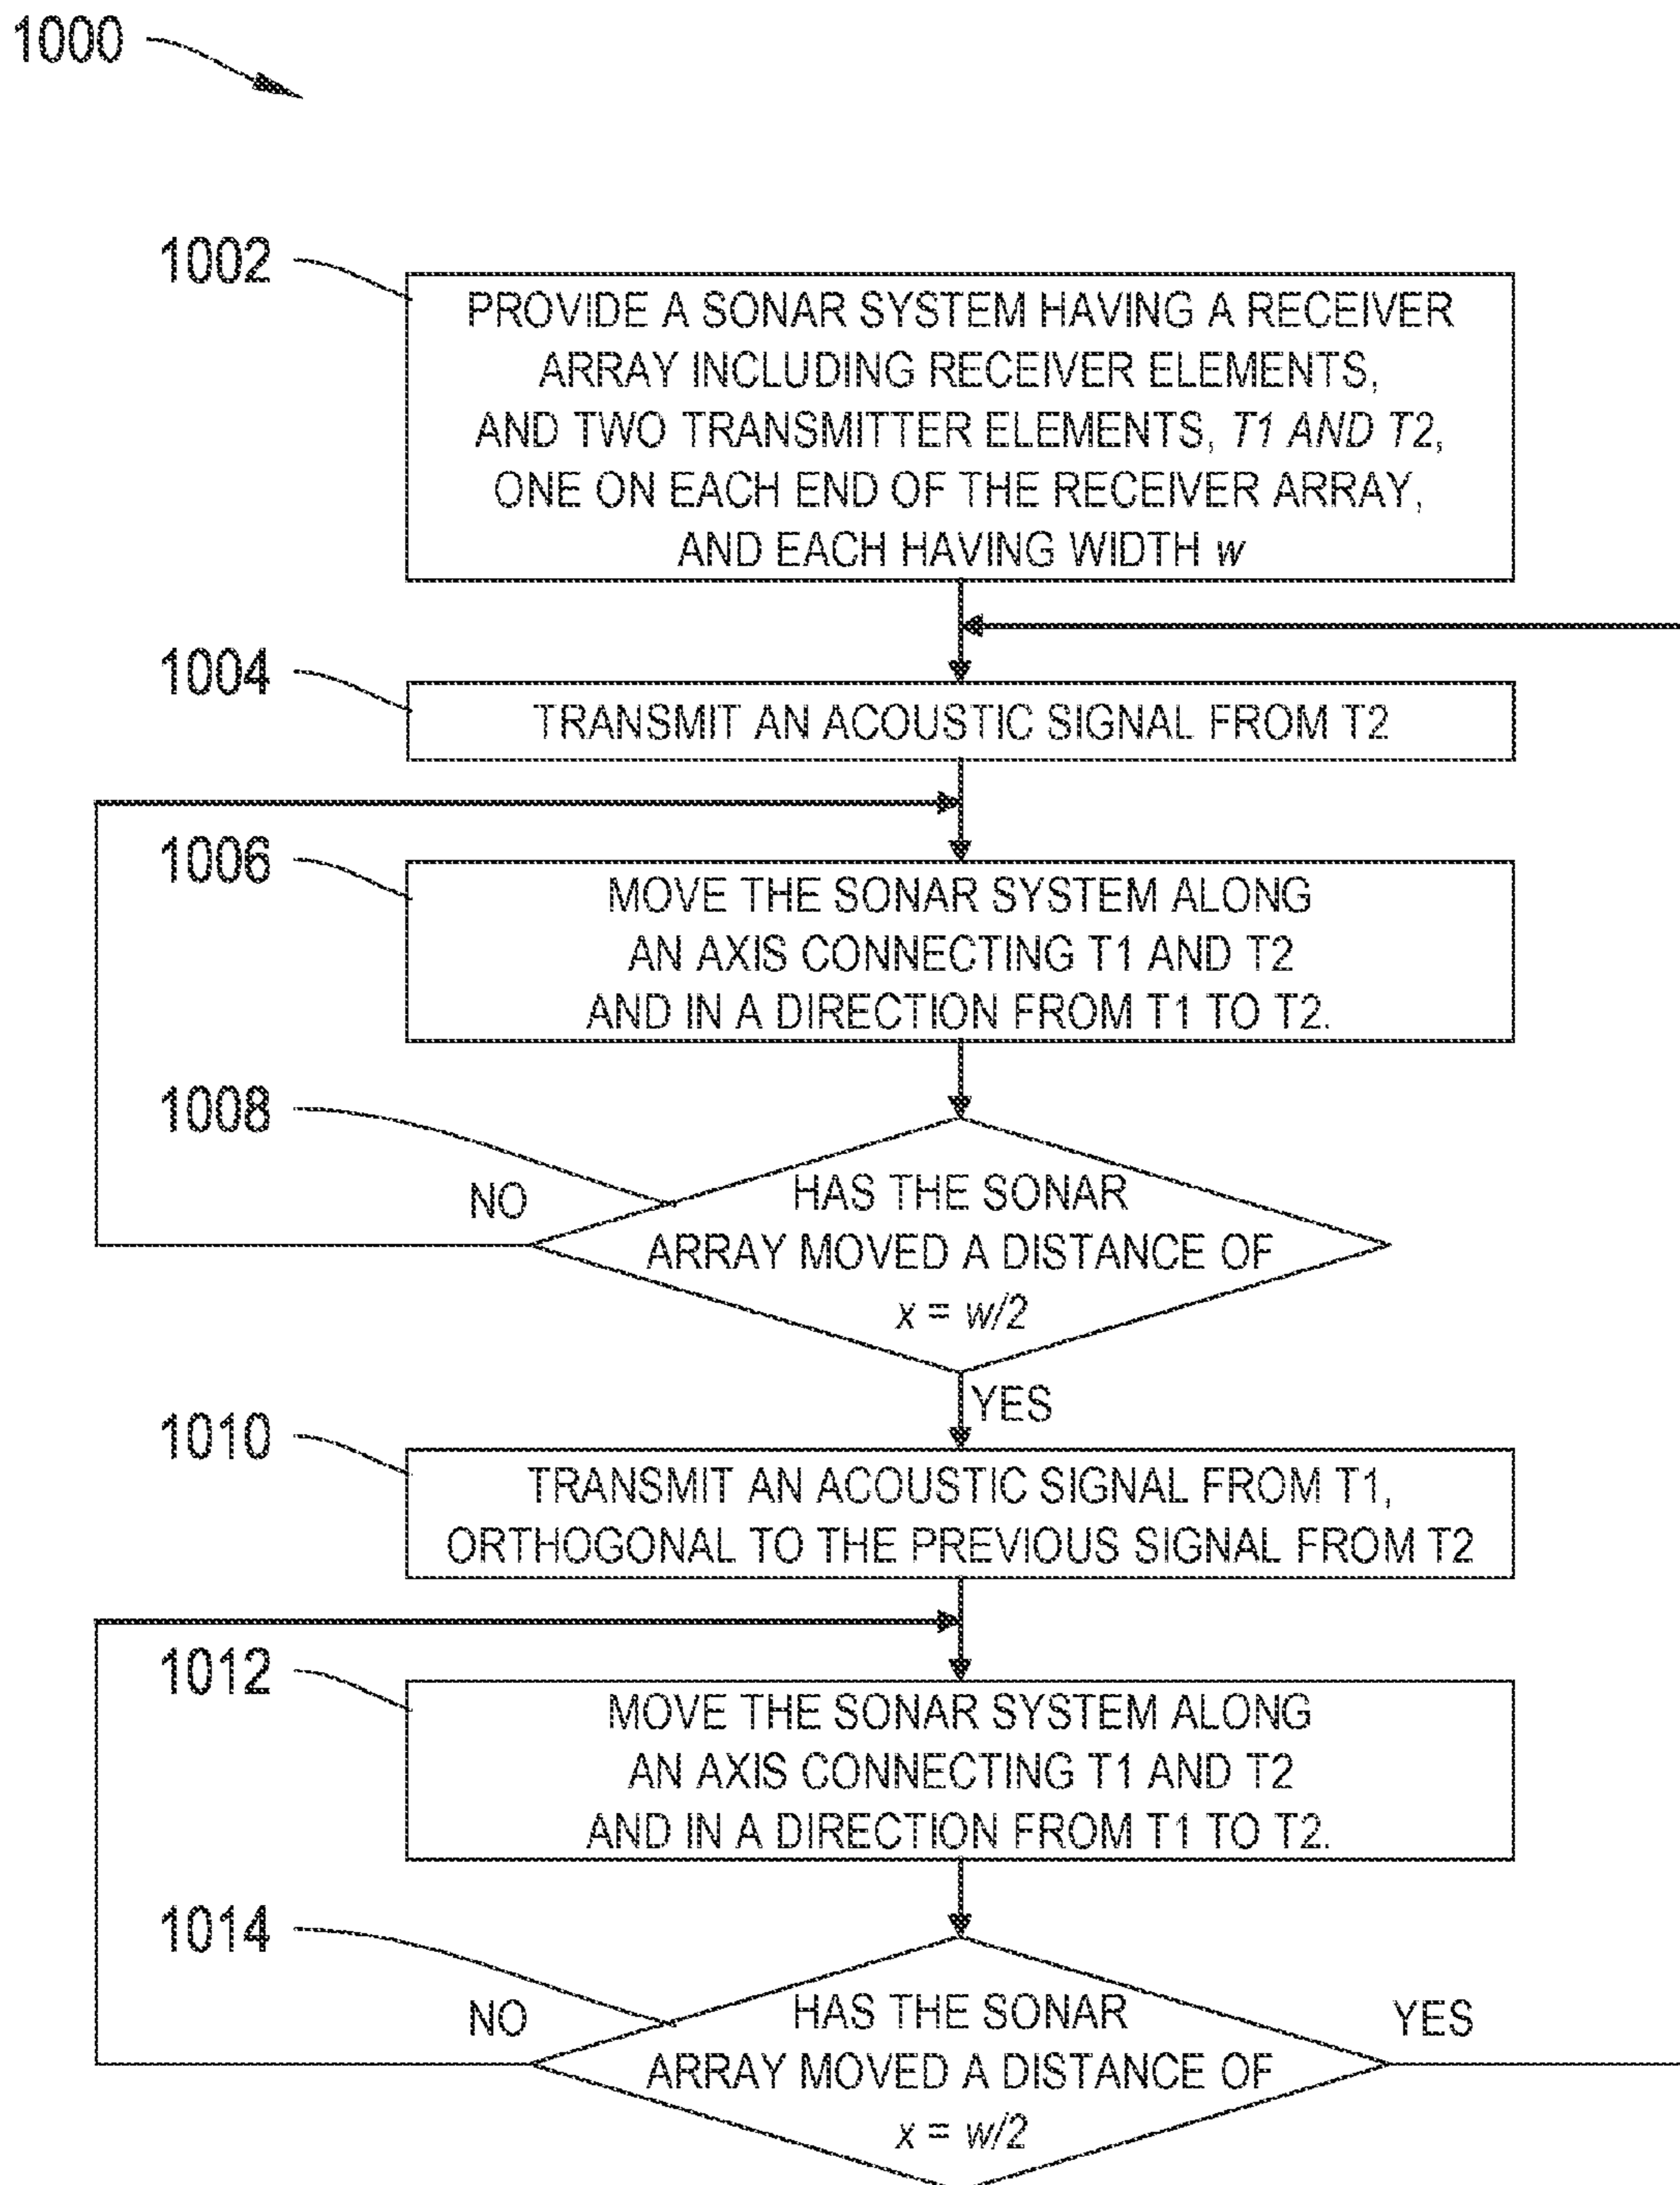 1000
1002
PROVIDE A SONAR SYSTEM HAVING A RECEIVER
ARRAY INCLUDING RECEIVER ELEMENTS,
AND TWO TRANSMITTER ELEMENTS, T1 AND T2,
ONE ON EACH END OF THE RECEIVER ARRAY,
AND EACH HAVING WIDTH w
1004
TRANSMIT AN ACOUSTIC SIGNAL FROM T2
1006
MOVE THE SONAR SYSTEM ALONG
AN AXIS CONNECTING T1 AND T2
AND IN A DIRECTION FROM T1 TO T2.
1008
NO
HAS THE SONAR
ARRAY MOVED A DISTANCE OF
x = w/2
YES
1010
TRANSMIT AN ACOUSTIC SIGNAL FROM T1,
ORTHOGONAL TO THE PREVIOUS SIGNAL FROM T2
1012
MOVE THE SONAR SYSTEM ALONG
AN AXIS CONNECTING T1 AND T2
AND IN A DIRECTION FROM T1 TO T2.
1014
NO
HAS THE SONAR
ARRAY MOVED A DISTANCE OF
x = w/2
YES